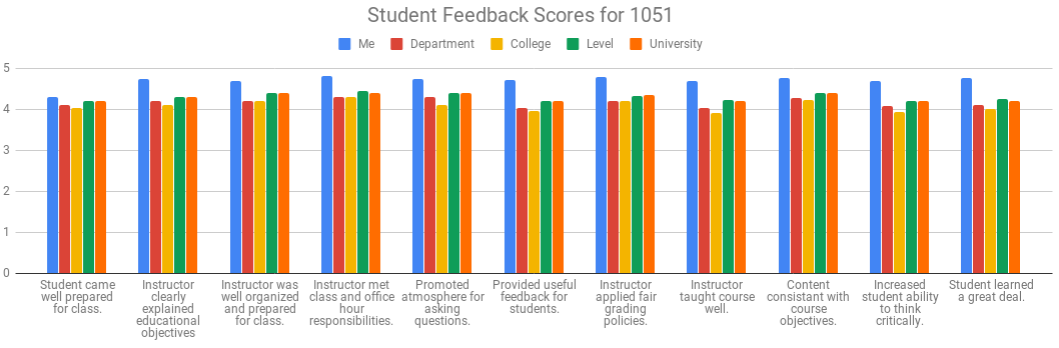 Student Feedback Scores for 1051
Me Department College Level University
5
4
3
2
1
0
Student came
well prepared
for class.
Instructor
clearly
explained
educational
objectives
Instructor was
well organized
and prepared
for class.
Instructor met
class and office
hour
responsibilities.
Promoted
atmosphere for
asking
questions.
Provided useful
feedback for
students.
Instructor
applied fair
grading
policies.
Instructor
taught course
well.
Content
consistant with
course
objectives.
Increased
student ability
to think
critically.
Student learned
a great deal.